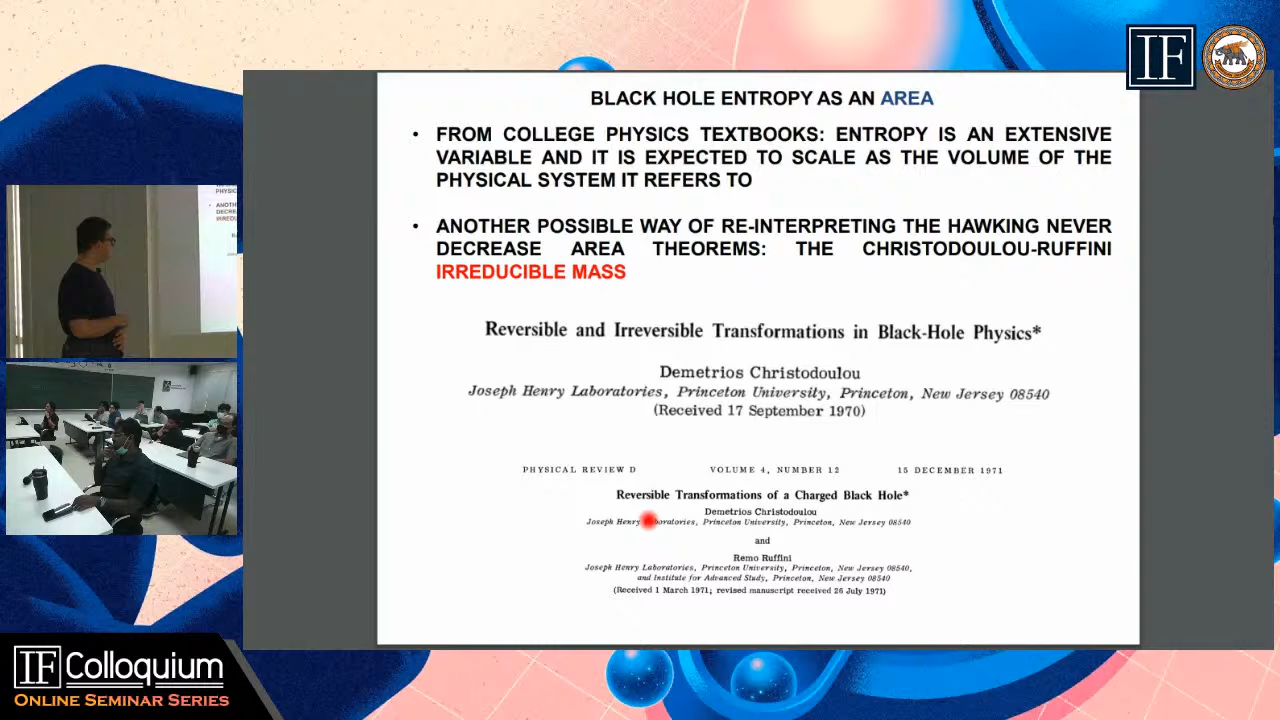 IF
BLACK HOLE ENTROPY AS AN AREA
• FROM COLLEGE PHYSICS TEXTBOOKS: ENTROPY IS AN EXTENSIVE
VARIABLE AND IT IS EXPECTED TO SCALE AS THE VOLUME OF THE
PHYSICAL SYSTEM IT REFERS TO
• ANOTHER POSSIBLE WAY OF RE-INTERPRETING THE HAWKING NEVER
DECREASE AREA THEOREMS: THE CHRISTODOULOU-RUFFINI
IRREDUCIBLE MASS
Reversible and Irreversible Transformations in Black-Hole Physics*
Demetrios Christodoulou
Joseph Henry Laboratories, Princeton University, Princeton, New Jersey 08540
(Received 17 September 1970)
PHYSICAL REVIEW D VOLUME 4, NUMBER 12 15 DECEMBER 1971
Reversible Transformations of a Charged Black Hole*
Demetrios Christodoulou
Joseph Henry Laboratories, Princeton University, Princeton, New Jersey 08540
and
Remo Ruffini
Joseph Henry Laboratories, Princeton University, Princeton, New Jersey 08540,
and Institute for Advanced Study, Princeton, New Jersey 08540
(Received 1 March 1971; revised manuscript received 26 July 1971)
IF Colloquium
ONLINE SEMINAR SERIES